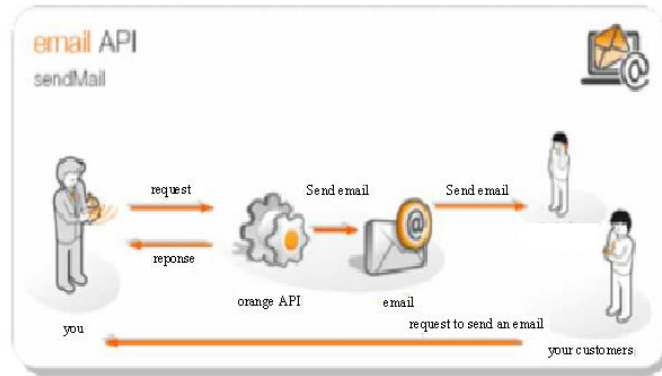 email API
sendMail
request
Send email
Send email
reponse
orange API
email
you
request to send an email
your customers